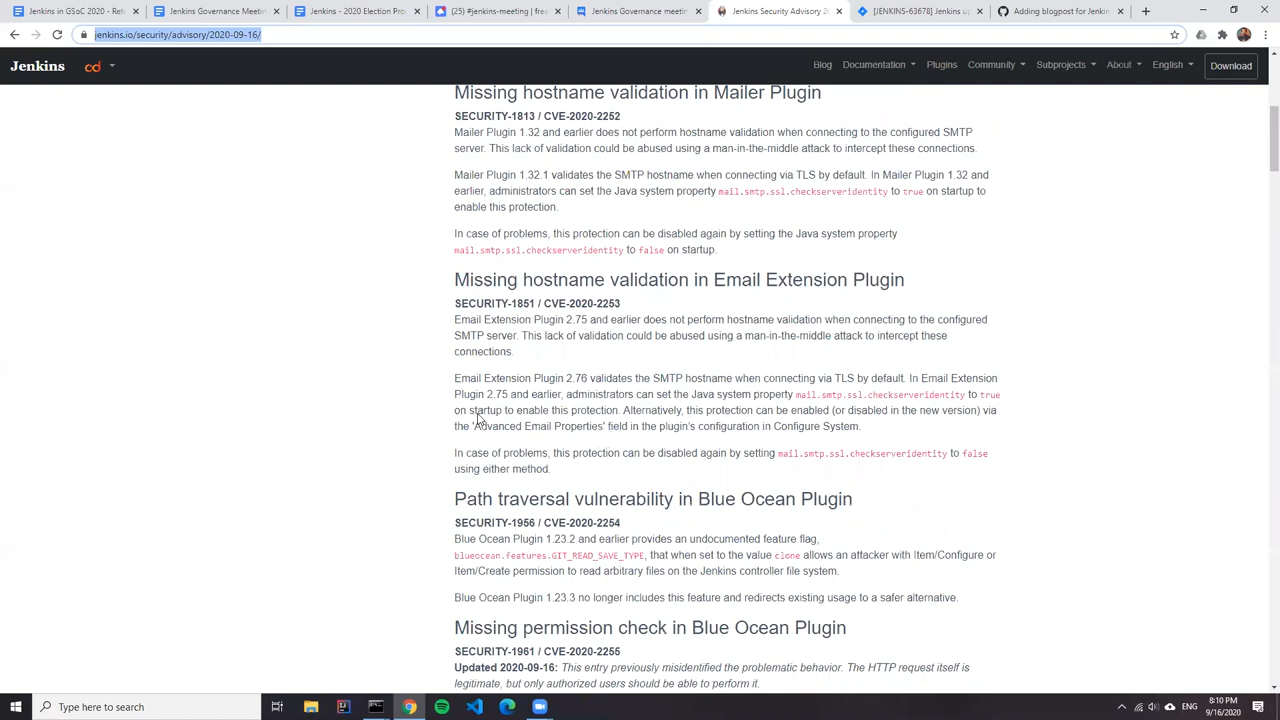 Jenkins in GSoC 2020 - Retr
Jenkins Governance Meeting
Jenkins - 2020 Election Pro
(25) #jenkins-meeting | free
Jenkins Governance meetin
Jenkins Security Advisory 2
[JENKINS-63678] Jenkins up
Adding blogpost for Jenkin
jenkins.io/security/advisory/2020-09-16/
Jenkins
cd
Blog
Documentation
Plugins
Community
Subprojects
About
English
Download
Missing hostname validation in Mailer Plugin
SECURITY-1813 / CVE-2020-2252
Mailer Plugin 1.32 and earlier does not perform hostname validation when connecting to the configured SMTP
server. This lack of validation could be abused using a man-in-the-middle attack to intercept these connections.
Mailer Plugin 1.32.1 validates the SMTP hostname when connecting via TLS by default. In Mailer Plugin 1.32 and
earlier, administrators can set the Java system property mail.smtp.ssl.checkserveridentity to true on startup to
enable this protection.
In case of problems, this protection can be disabled again by setting the Java system property
mail.smtp.ssl.checkserveridentity to false on startup.
Missing hostname validation in Email Extension Plugin
SECURITY-1851 / CVE-2020-2253
Email Extension Plugin 2.75 and earlier does not perform hostname validation when connecting to the configured
SMTP server. This lack of validation could be abused using a man-in-the-middle attack to intercept these
connections.
Email Extension Plugin 2.76 validates the SMTP hostname when connecting via TLS by default. In Email Extension
Plugin 2.75 and earlier, administrators can set the Java system property mail.smtp.ssl.checkserveridentity to true
on startup to enable this protection. Alternatively, this protection can be enabled (or disabled in the new version) via
the 'Advanced Email Properties' field in the plugin's configuration in Configure System.
In case of problems, this protection can be disabled again by setting mail.smtp.ssl.checkserveridentity to false
using either method.
Path traversal vulnerability in Blue Ocean Plugin
SECURITY-1956 / CVE-2020-2254
Blue Ocean Plugin 1.23.2 and earlier provides an undocumented feature flag,
blueocean.features.GIT_READ_SAVE_TYPE, that when set to the value clone allows an attacker with Item/Configure or
Item/Create permission to read arbitrary files on the Jenkins controller file system.
Blue Ocean Plugin 1.23.3 no longer includes this feature and redirects existing usage to a safer alternative.
Missing permission check in Blue Ocean Plugin
SECURITY-1961 / CVE-2020-2255
Updated 2020-09-16: This entry previously misidentified the problematic behavior. The HTTP request itself is
legitimate, but only authorized users should be able to perform it.
Type here to search
ENG
8:10 PM
9/16/2020